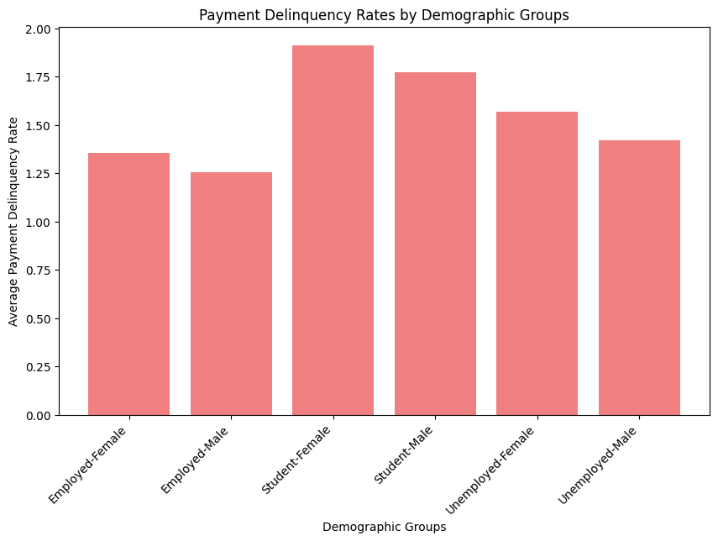 Payment Delinquency Rates by Demographic Groups
Average Payment Delinquency Rate
2.00
1.75
1.50
1.25
1.00
0.75
0.50
0.25
0.00
Employed-Female
Employed-Male
Student-Female
Student-Male
Unemployed-Female
Unemployed-Male
Demographic Groups